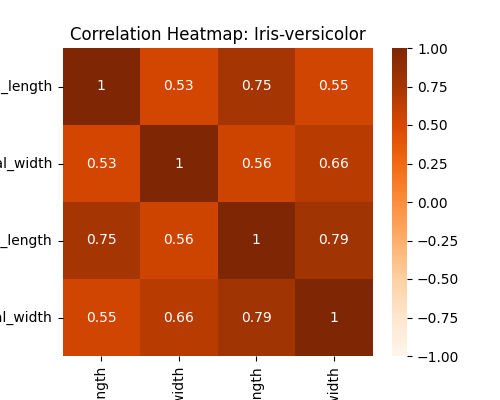 Correlation Heatmap: Iris-versicolor
_length 1 0.53 0.75 0.55
al_width 0.53 1 0.56 0.66
_length 0.75 0.56 1 0.79
al_width 0.55 0.66 0.79 1
ngth width ngth width
1.00
0.75
0.50
0.25
0.00
−0.25
−0.50
−0.75
−1.00